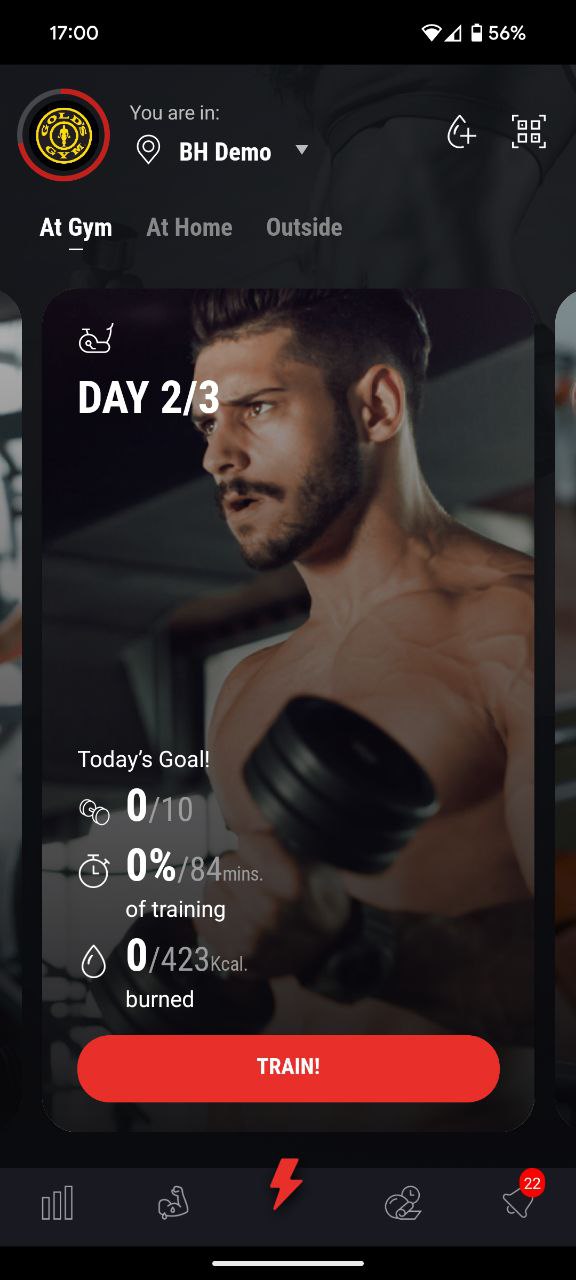 17:00
56%
GOLD'S
GYM
You are in:
BH Demo
At Gym At Home Outside
DAY 2/3
Today's Goal!
0/10
0%/84mins.
of training
0/423Kcal.
burned
TRAIN!
22